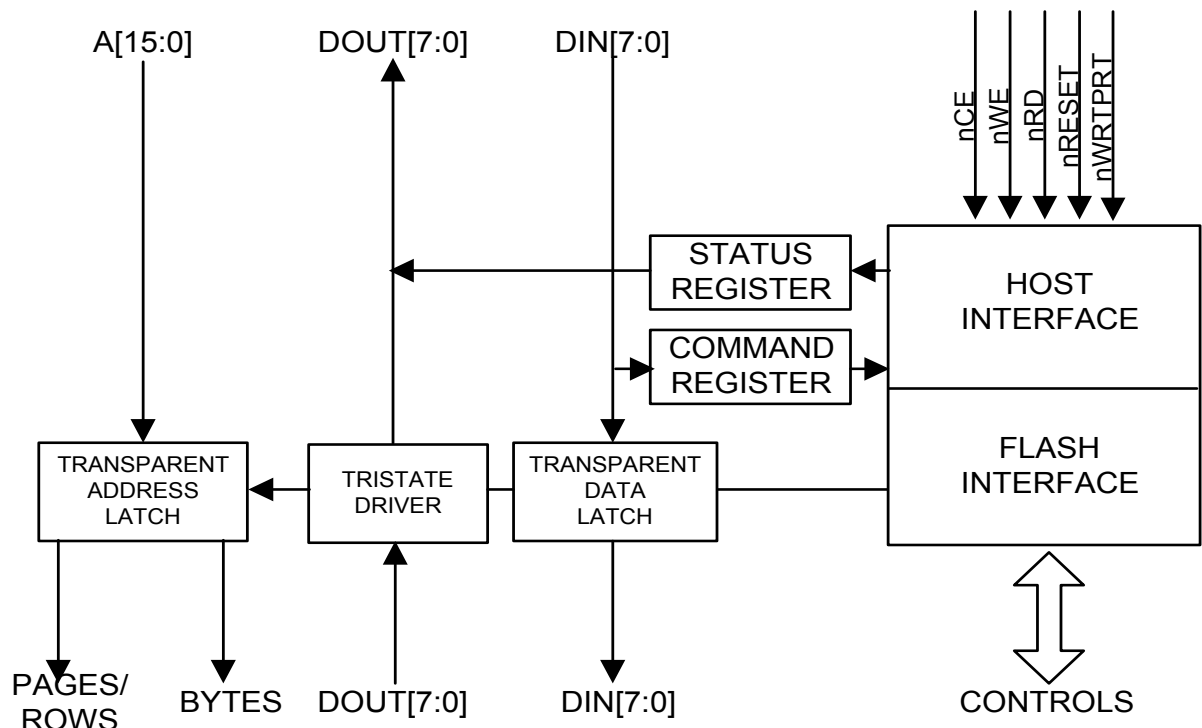 A[15:0]
DOUT[7:0]
DIN[7:0]
nCE
nWE
nRD
nRESET
nWRTPRT
STATUS
REGISTER
HOST
INTERFACE
COMMAND
REGISTER
TRANSPARENT
ADDRESS
LATCH
TRISTATE
DRIVER
TRANSPARENT
DATA
LATCH
FLASH
INTERFACE
PAGES/
ROWS
BYTES
DOUT[7:0]
DIN[7:0]
CONTROLS